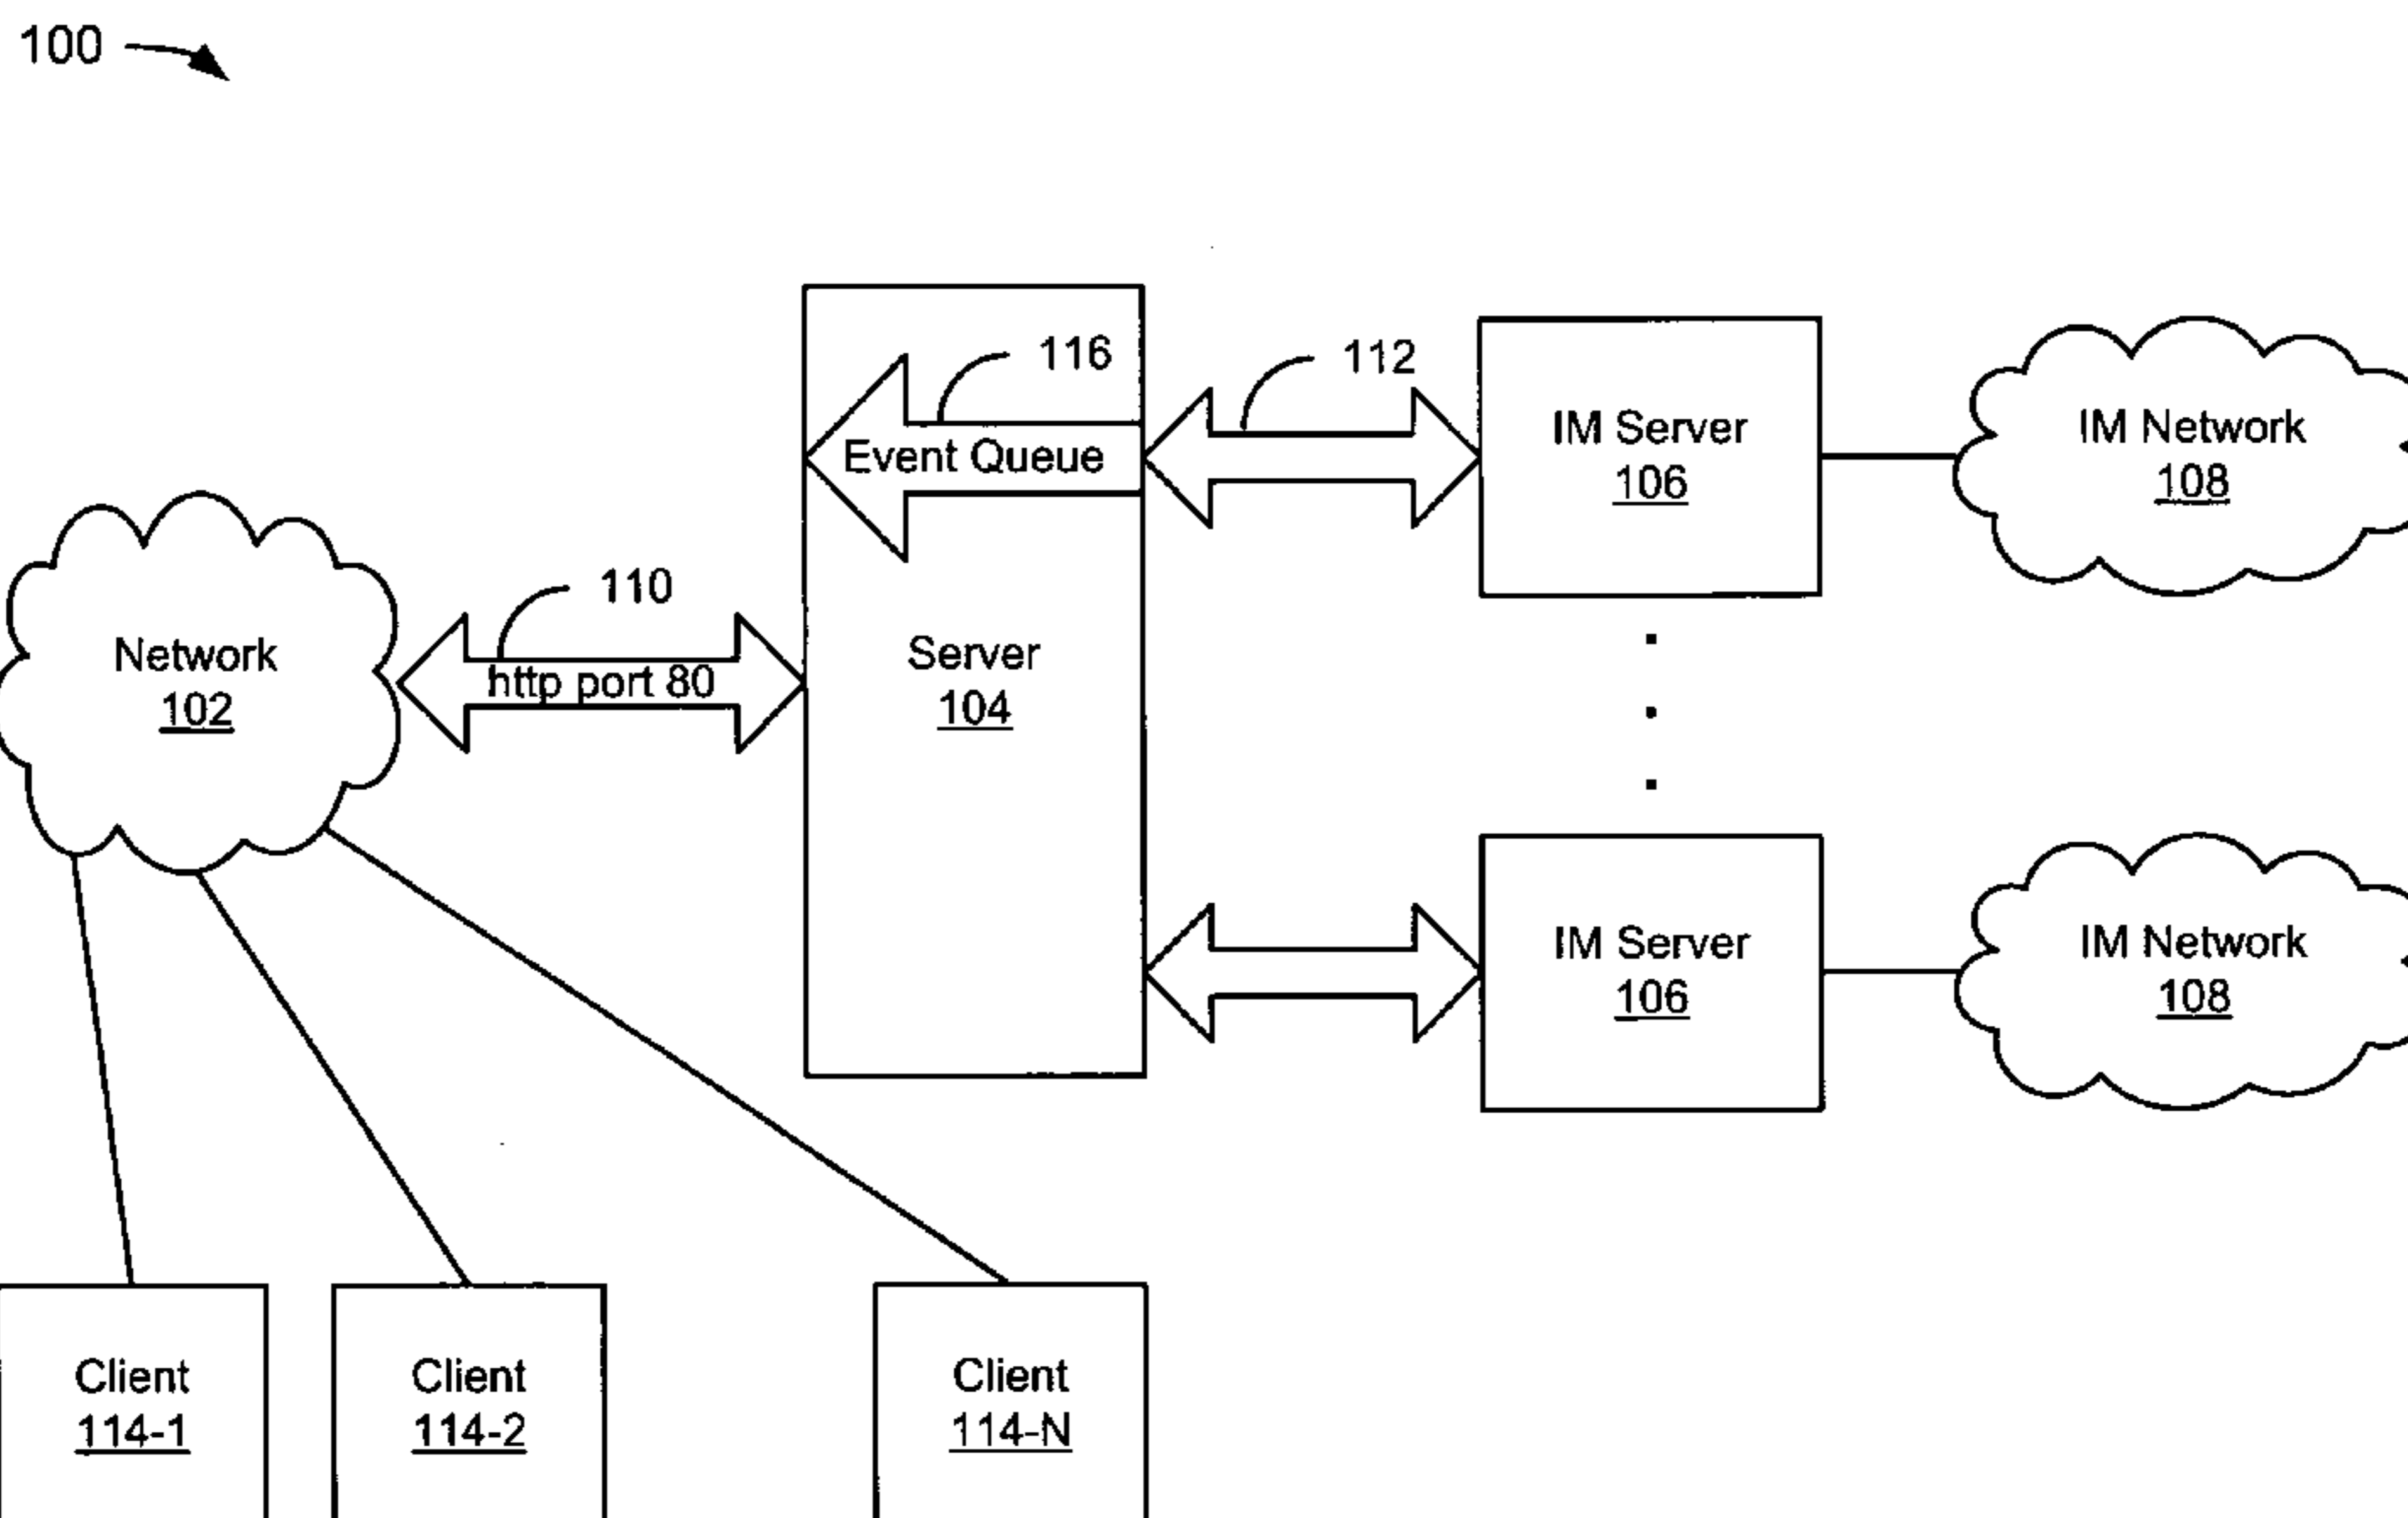 100
116
112
IM Server
106
IM Network
108
Event Queue
110
Network
102
http port 80
Server
104
IM Server
106
IM Network
108
Client
114-1
Client
114-2
Client
114-N